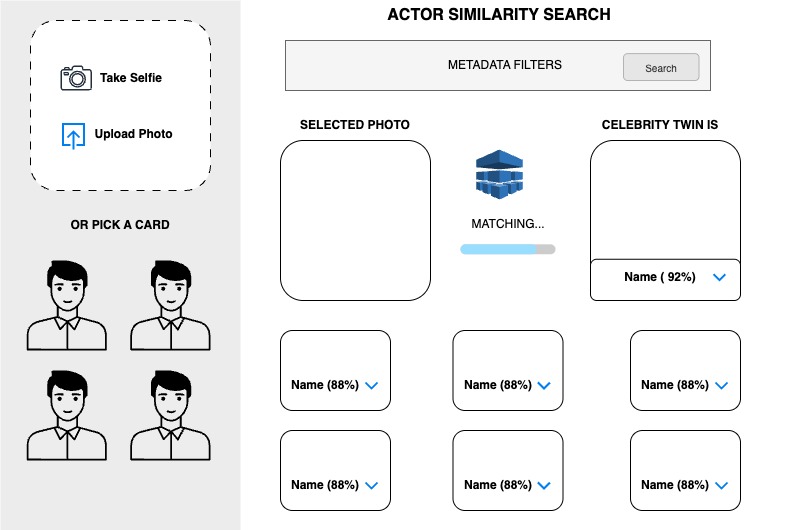 ACTOR SIMILARITY SEARCH
METADATA FILTERS
Search
Take Selfie
Upload Photo
OR PICK A CARD
SELECTED PHOTO
MATCHING...
CELEBRITY TWIN IS
Name ( 92%)
Name (88%)
Name (88%)
Name (88%)
Name (88%)
Name (88%)
Name (88%)